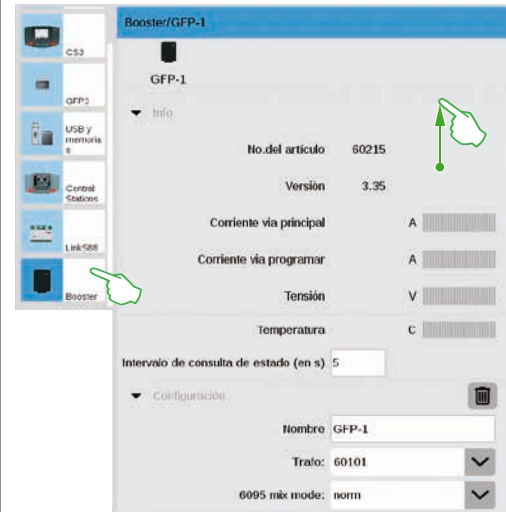 CS3
GFP3
USB y
memoria
s
Central
Stations
LinkS88
Booster
Booster/GFP-1
GFP-1
Info
No.del artículo 60215
Versión 3.35
Corriente via principal A
Corriente via programar A
Tensión V
Temperatura C
Intervalo de consulta de estado (en s) 5
Configuración
Nombre GFP-1
Trafo: 60101
6095 mix mode: norm